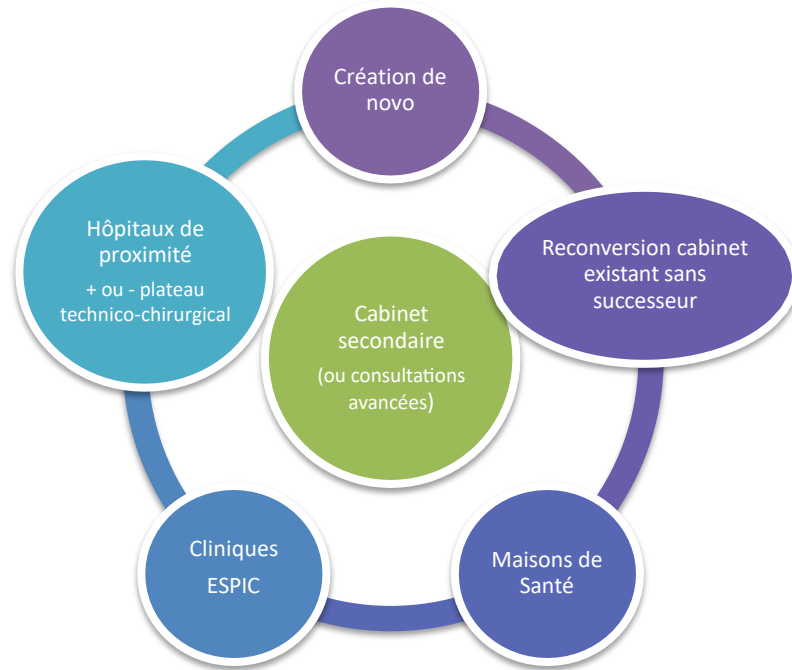 Création de
novo
Reconversion cabinet
existant sans
successeur
Maisons de
Santé
Cliniques
ESPIC
Hôpitaux de
proximité
+ ou - plateau
technico-chirurgical
Cabinet
secondaire
(ou consultations
avancées)